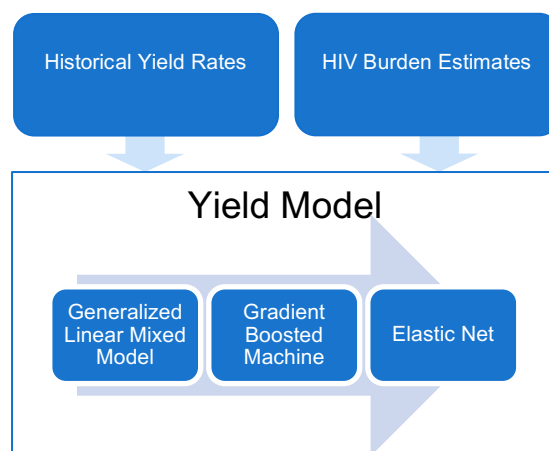 Historical Yield Rates
HIV Burden Estimates
Yield Model
Generalized
Linear Mixed
Model
Gradient
Boosted
Machine
Elastic Net